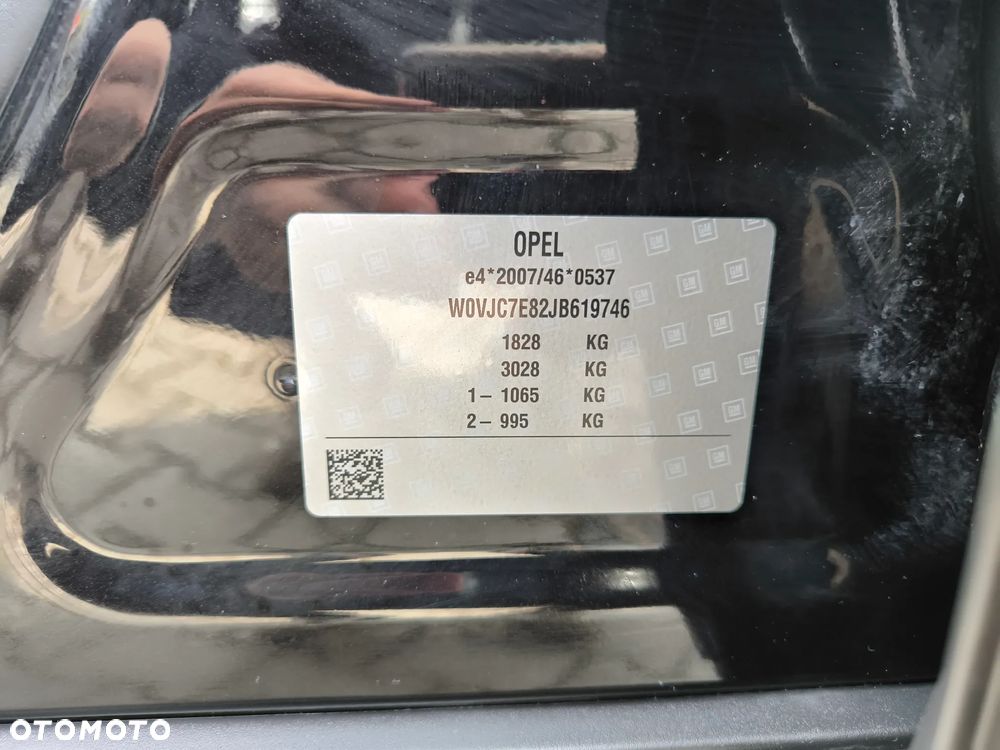 OPEL
e4*2007/46*0537
W0VJC7E82JB619746
1828 KG
3028 KG
1- 1065 KG
2- 995 KG
OTOMOTO